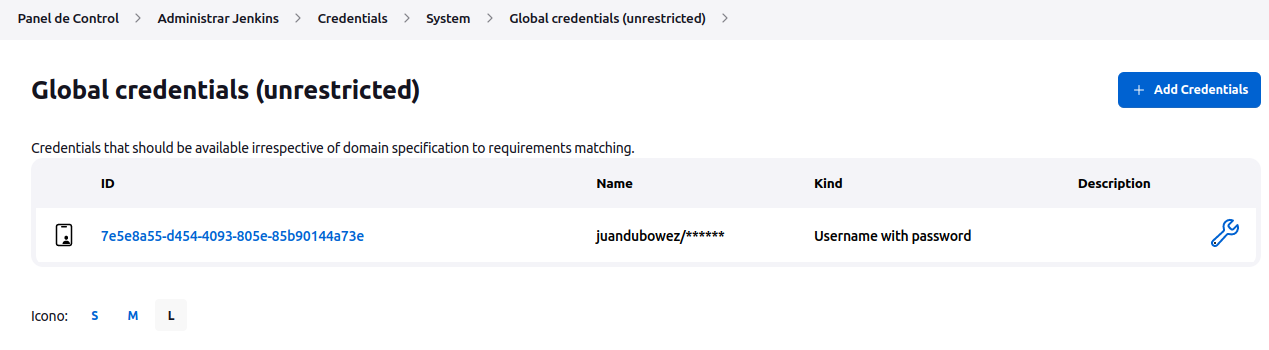 Panel de Control > Administrar Jenkins > Credentials > System > Global credentials (unrestricted) >
Global credentials (unrestricted)
+ Add Credentials
Credentials that should be available irrespective of domain specification to requirements matching.
ID Name Kind Description
7e5e8a55-d454-4093-805e-85b90144a73e juandubowez/****** Username with password
Icono: S M L